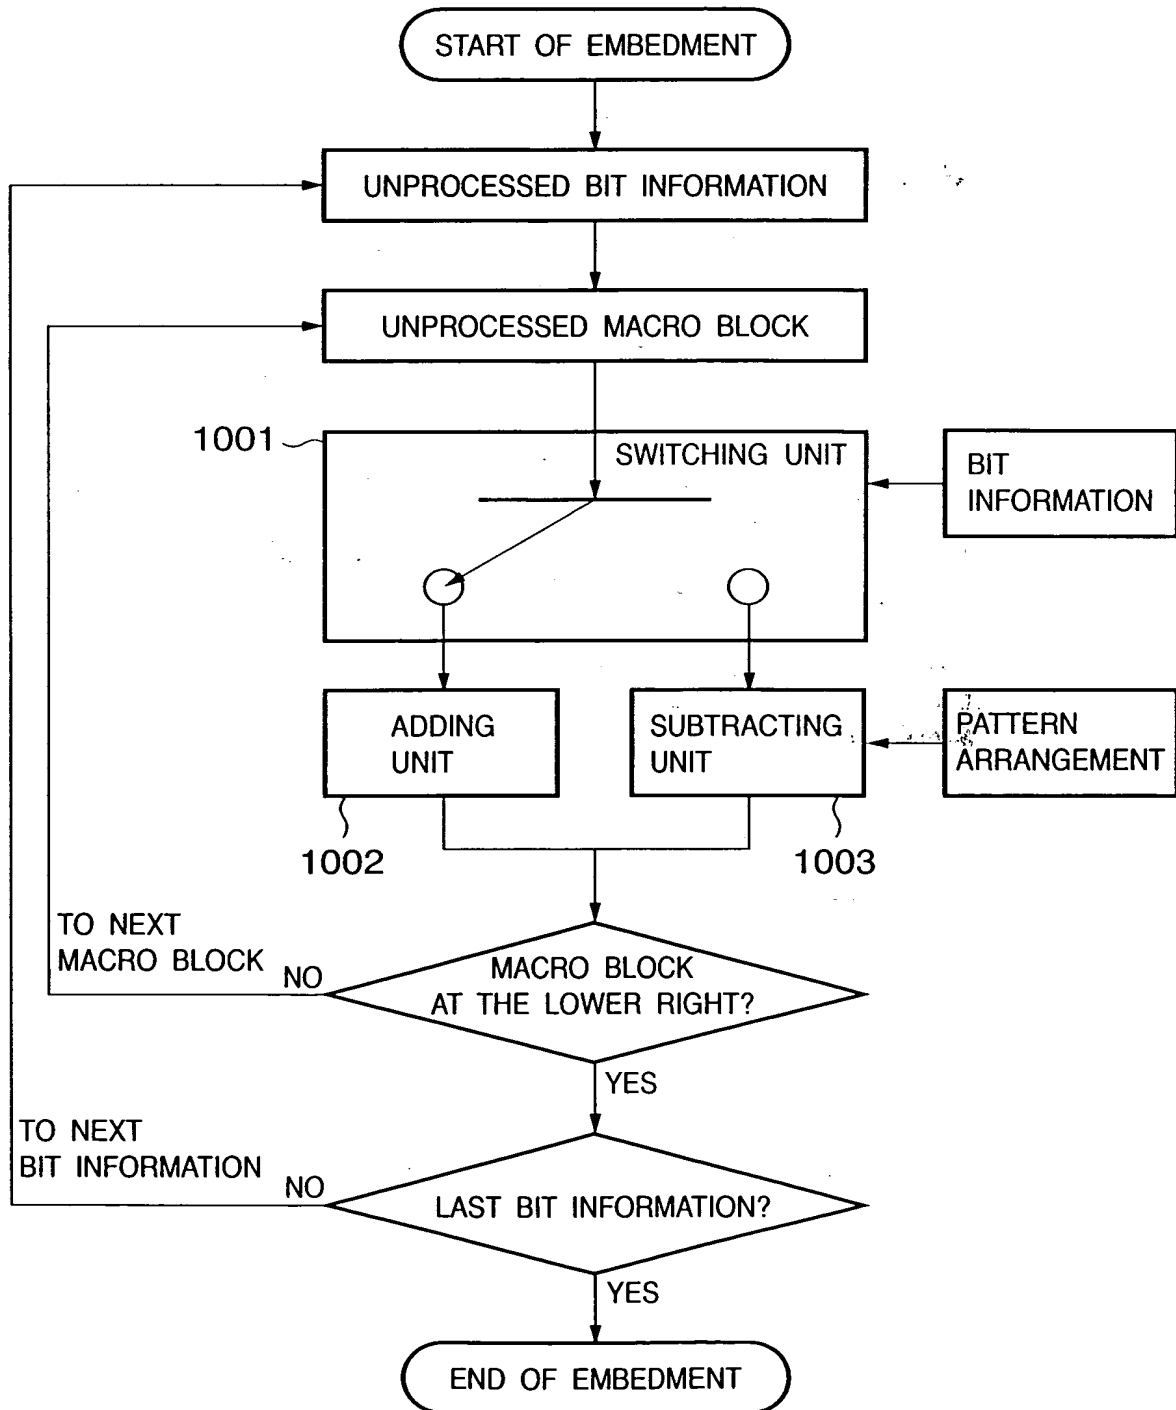 START OF EMBEDMENT
UNPROCESSED BIT INFORMATION
UNPROCESSED MACRO BLOCK
1001
SWITCHING UNIT
BIT
INFORMATION
ADDING
UNIT
SUBTRACTING
UNIT
PATTERN
ARRANGEMENT
1002
1003
TO NEXT
MACRO BLOCK
NO
MACRO BLOCK
AT THE LOWER RIGHT?
YES
TO NEXT
BIT INFORMATION
NO
LAST BIT INFORMATION?
YES
END OF EMBEDMENT